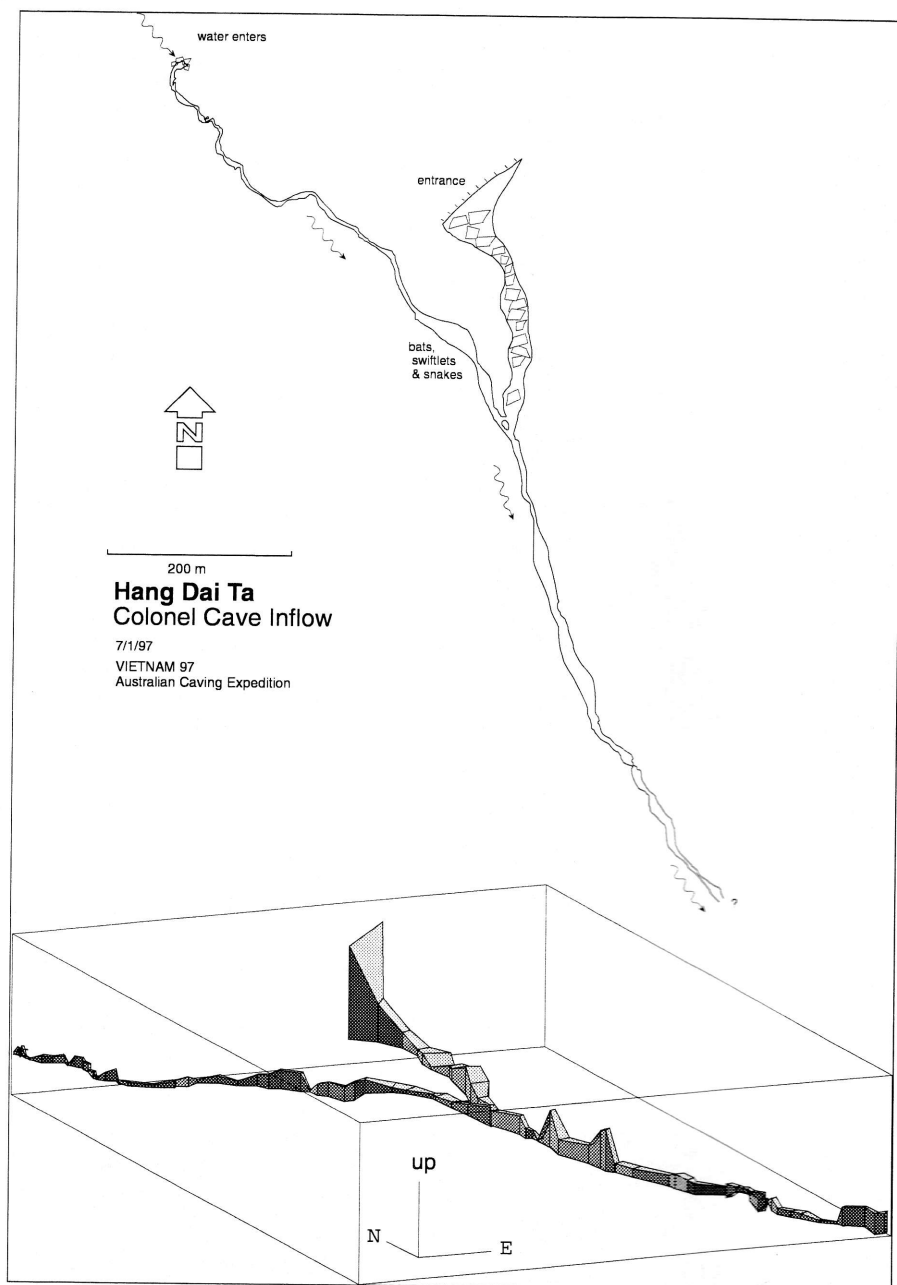 water enters
entrance
bats,
swiftlets
& snakes
N
200 m
Hang Dai Ta
Colonel Cave Inflow
7/1/97
VIETNAM 97
Australian Caving Expedition
?
up
N
E